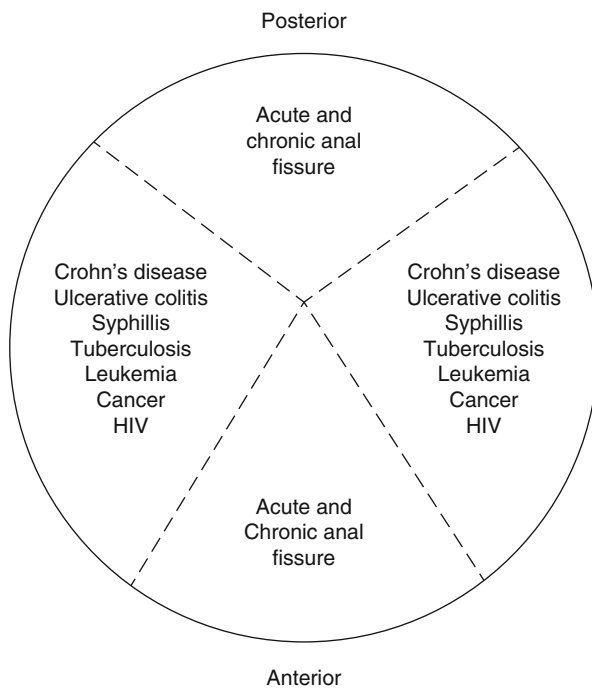 Posterior
Acute and
chronic anal
fissure
Crohn's disease
Ulcerative colitis
Syphillis
Tuberculosis
Leukemia
Cancer
HIV
Crohn's disease
Ulcerative colitis
Syphillis
Tuberculosis
Leukemia
Cancer
HIV
Acute and
Chronic anal
fissure
Anterior